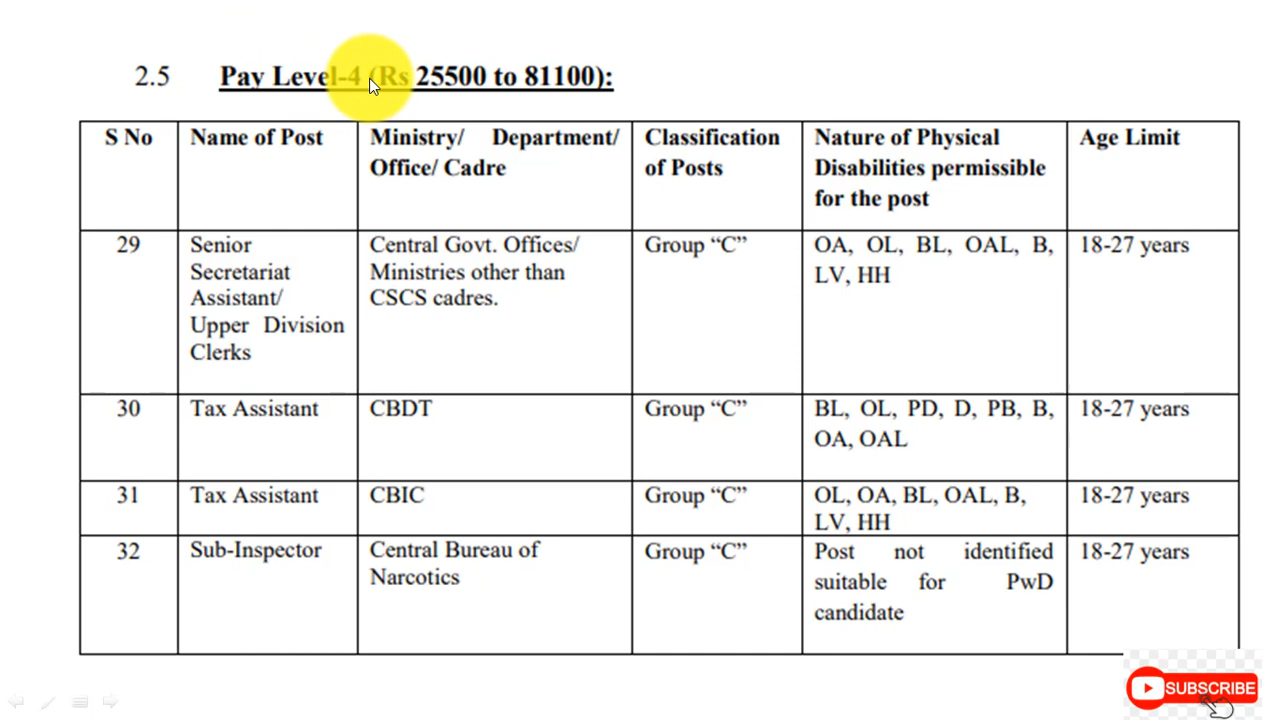 2.5 Pay Level-4 (Rs 25500 to 81100):
S No Name of Post Ministry/ Department/ Office/ Cadre Classification of Posts Nature of Physical Disabilities permissible for the post Age Limit
29 Senior Secretariat Assistant/ Upper Division Clerks Central Govt. Offices/ Ministries other than CSCS cadres. Group “C” OA, OL, BL, OAL, B, LV, HH 18-27 years
30 Tax Assistant CBDT Group “C” BL, OL, PD, D, PB, B, OA, OAL 18-27 years
31 Tax Assistant CBIC Group “C” OL, OA, BL, OAL, B, LV, HH 18-27 years
32 Sub-Inspector Central Bureau of Narcotics Group “C” Post not identified suitable for PwD candidate 18-27 years
SUBSCRIBE